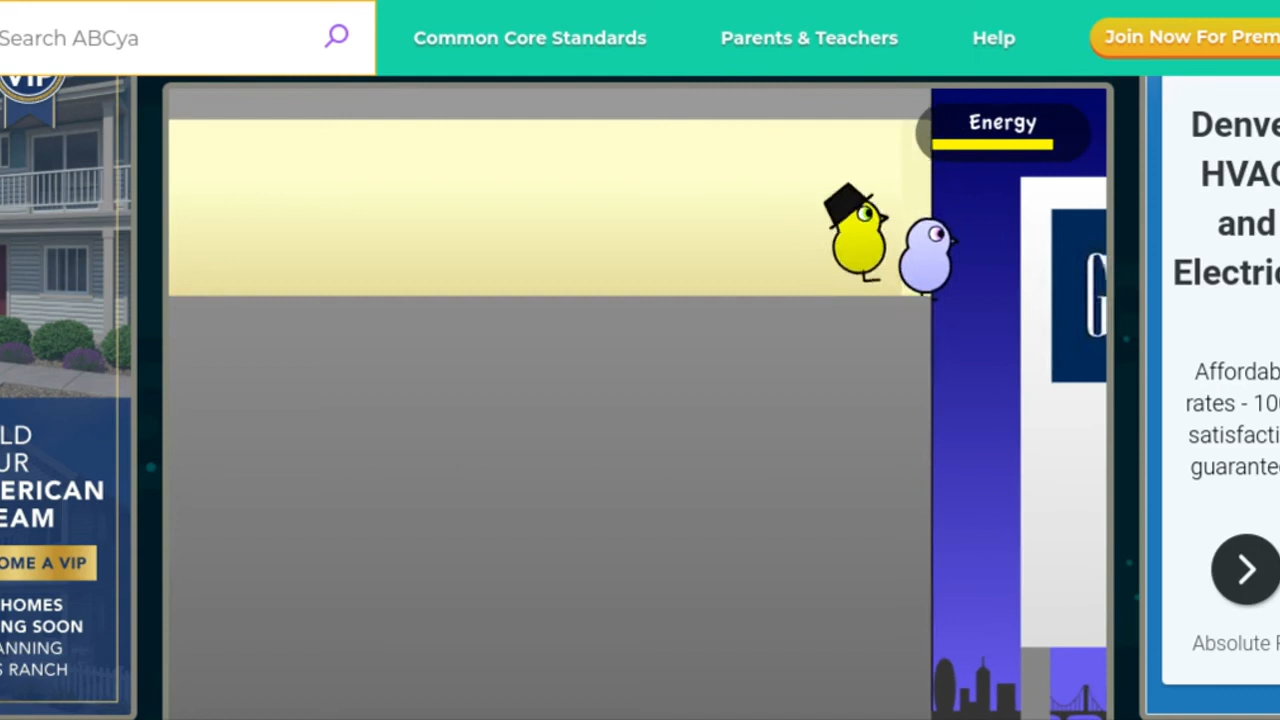 Search ABCya
Common Core Standards
Parents & Teachers
Help
Join Now For Prem
VIP
Energy
G
LD
UR
ERICAN
EAM
OME A VIP
HOMES
NG SOON
ANNING
S RANCH
Denve
HVAC
and
Electric
Affordab
rates - 10
satisfacti
guarante
Absolute